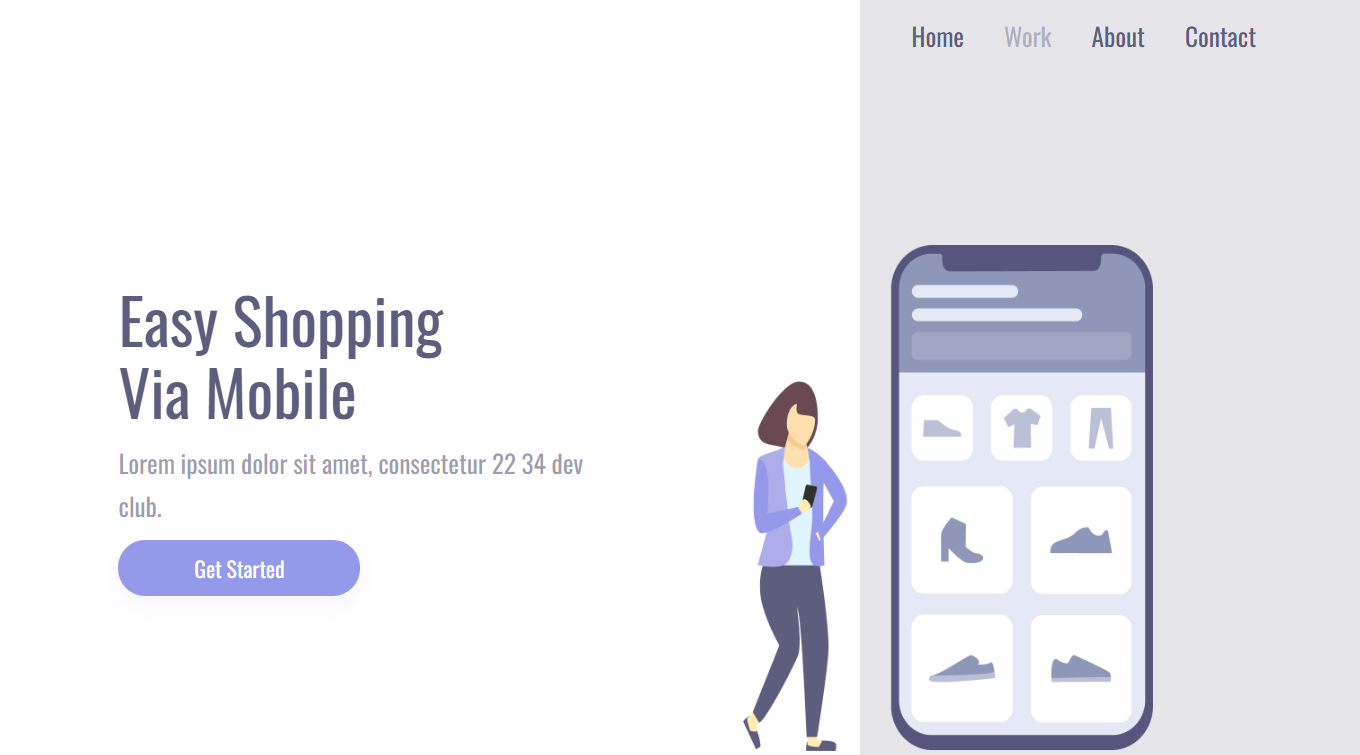 Home Work About Contact
Easy Shopping
Via Mobile
Lorem ipsum dolor sit amet, consectetur 22 34 dev
club.
Get Started